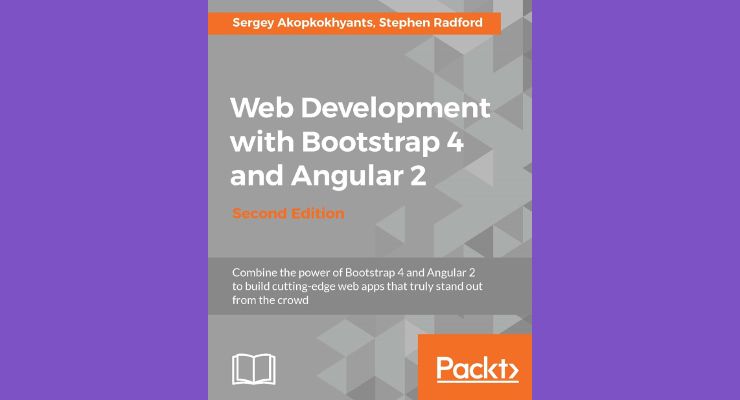 Sergey Akopkokhyants, Stephen Radford
Web Development
with Bootstrap 4
and Angular 2
Second Edition
Combine the power of Bootstrap 4 and Angular 2
to build cutting-edge web apps that truly stand out
from the crowd
Packt>